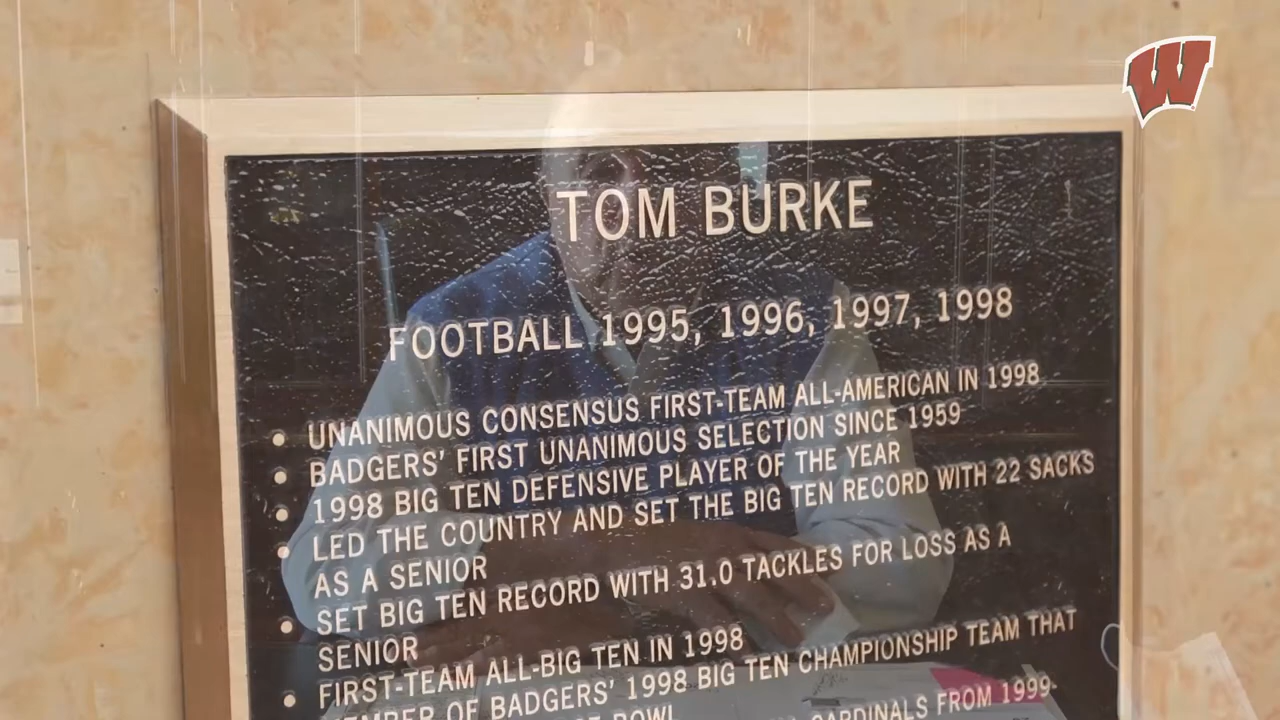 W
TOM BURKE
FOOTBALL 1995, 1996, 1997, 1998
• UNANIMOUS CONSENSUS FIRST-TEAM ALL-AMERICAN IN 1998
• BADGERS' FIRST UNANIMOUS SELECTION SINCE 1959
• 1998 BIG TEN DEFENSIVE PLAYER OF THE YEAR
• LED THE COUNTRY AND SET THE BIG TEN RECORD WITH 22 SACKS
AS A SENIOR
• SET BIG TEN RECORD WITH 31.0 TACKLES FOR LOSS AS A
SENIOR
• FIRST-TEAM ALL-BIG TEN IN 1998
MEMBER OF BADGERS' 1998 BIG TEN CHAMPIONSHIP TEAM THAT
BOWL
CARDINALS FROM 1999-